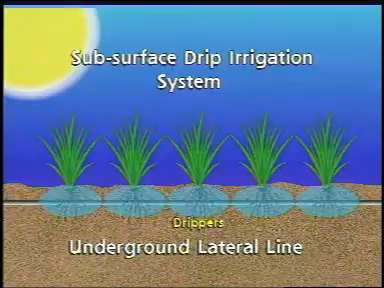 Sub-surface Drip Irrigation
System
Drippers
Underground Lateral Line